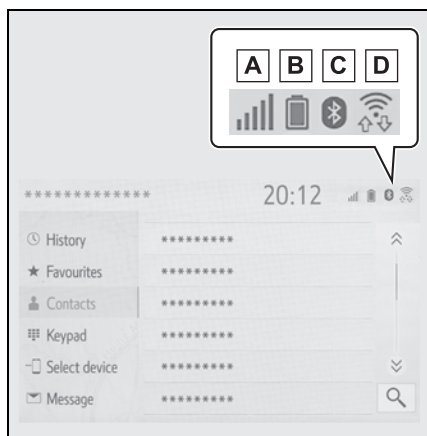 A B C D
************* 20:12
History *********
Favourites *********
Contacts *********
Keypad *********
Select device *********
Message *********